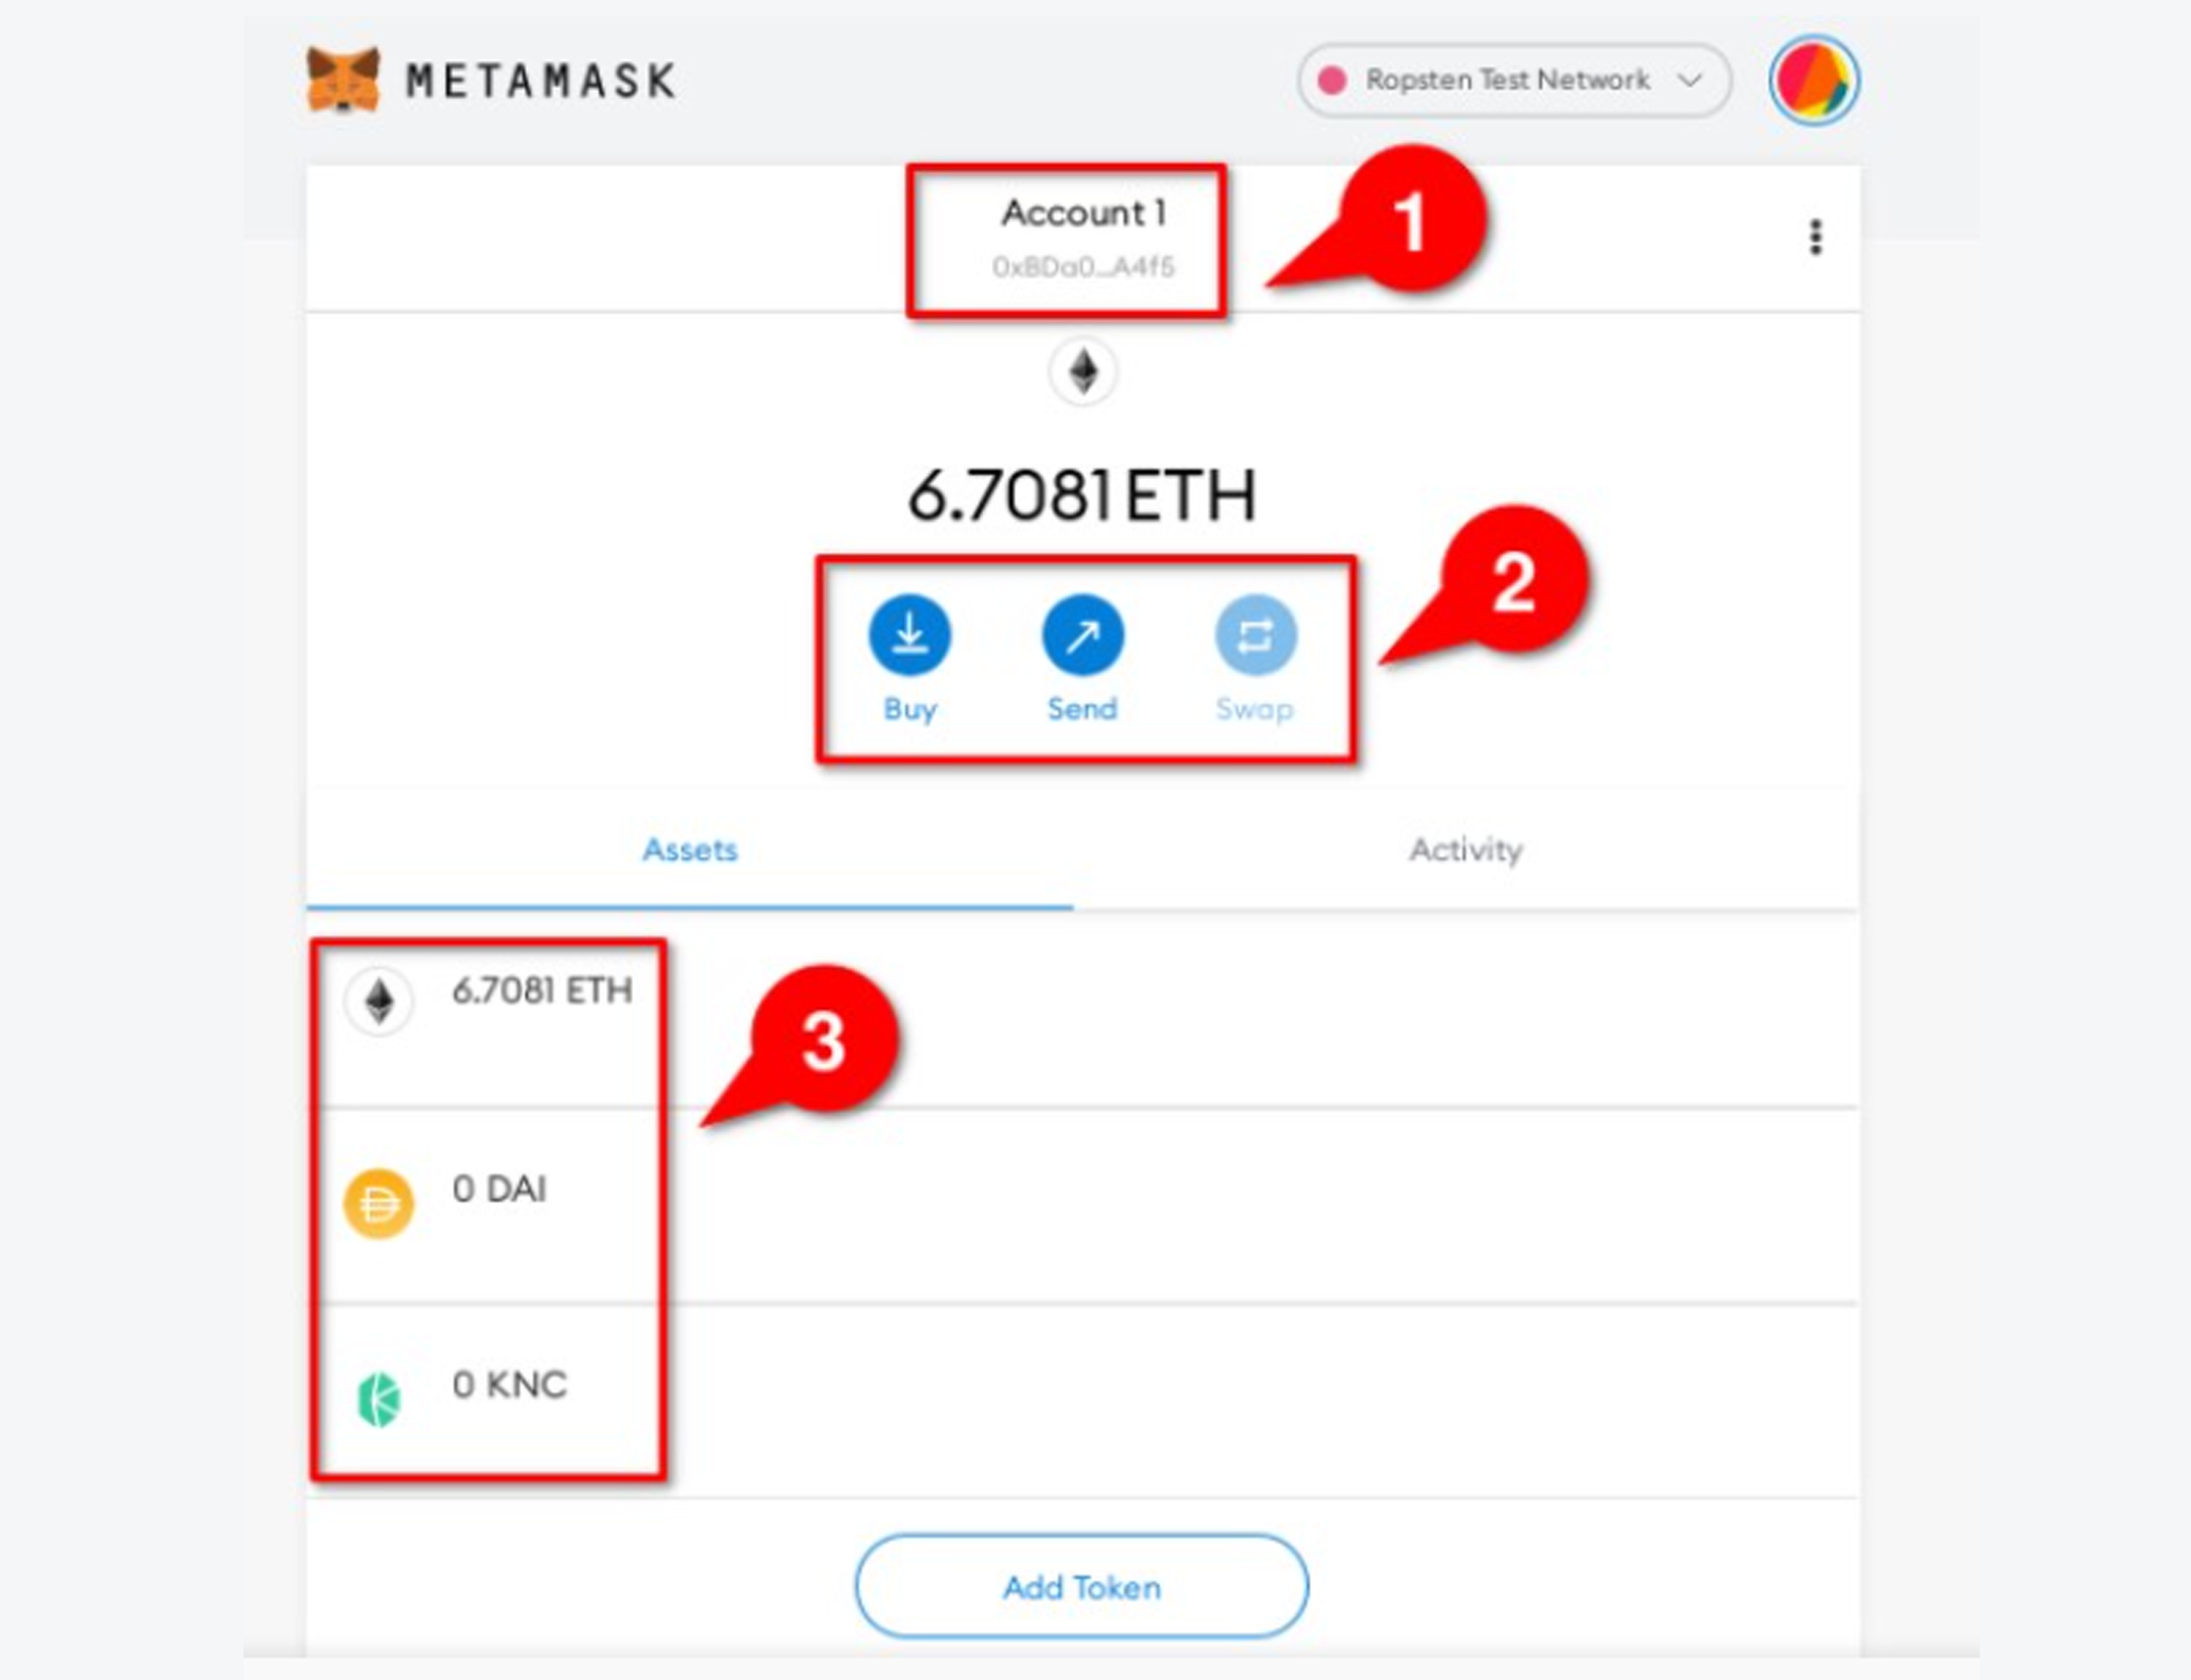 METAMASK
Ropsten Test Network
Account 1
0xBDa0...A4f5
1
6.7081 ETH
2
Buy Send Swap
Assets Activity
6.7081 ETH
3
0 DAI
0 KNC
Add Token